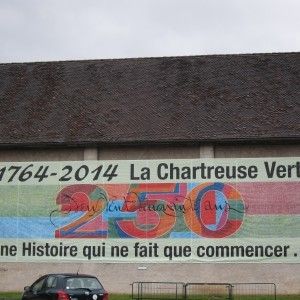 1764-2014 La Chartreuse Vert
250
ne Histoire qui ne fait que commencer .